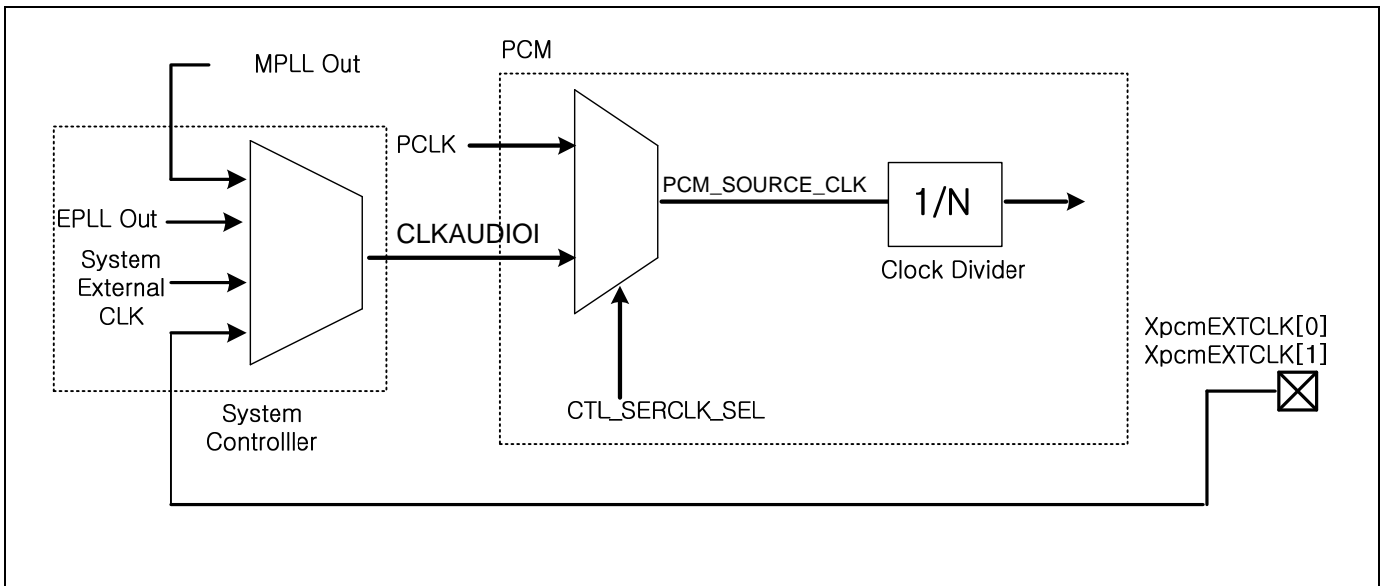 MPLL Out
PCM
PCLK
EPLL Out
System
External
CLK
CLKAUDIOI
PCM_SOURCE_CLK
1/N
Clock Divider
CTL_SERCLK_SEL
System
Controlller
XpcmEXTCLK[0]
XpcmEXTCLK[1]